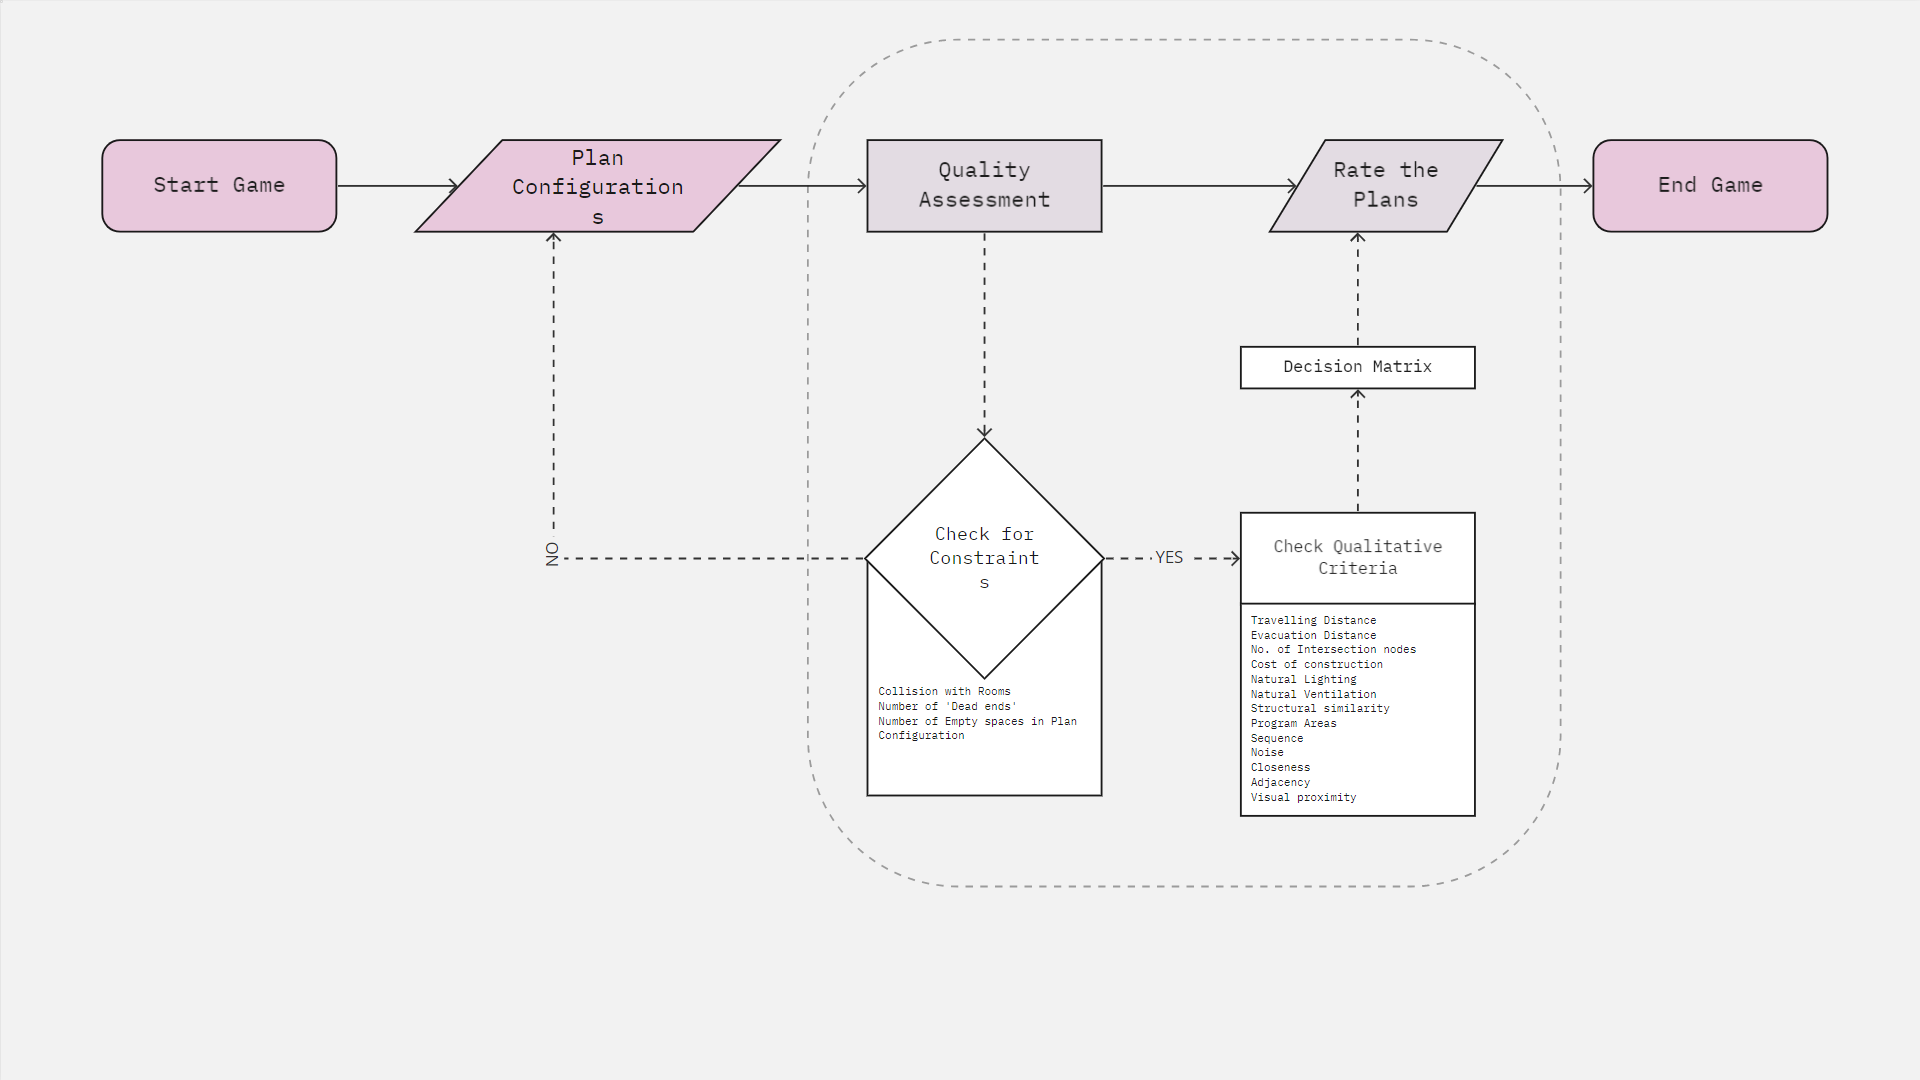 Start Game
Plan
Configuration
s
Quality
Assessment
Rate the
Plans
End Game
Decision Matrix
Check for
Constraint
s
NO
YES
Check Qualitative
Criteria
Collision with Rooms
Number of 'Dead ends'
Number of Empty spaces in Plan
Configuration
Travelling Distance
Evacuation Distance
No. of Intersection nodes
Cost of construction
Natural Lighting
Natural Ventilation
Structural similarity
Program Areas
Sequence
Noise
Closeness
Adjacency
Visual proximity